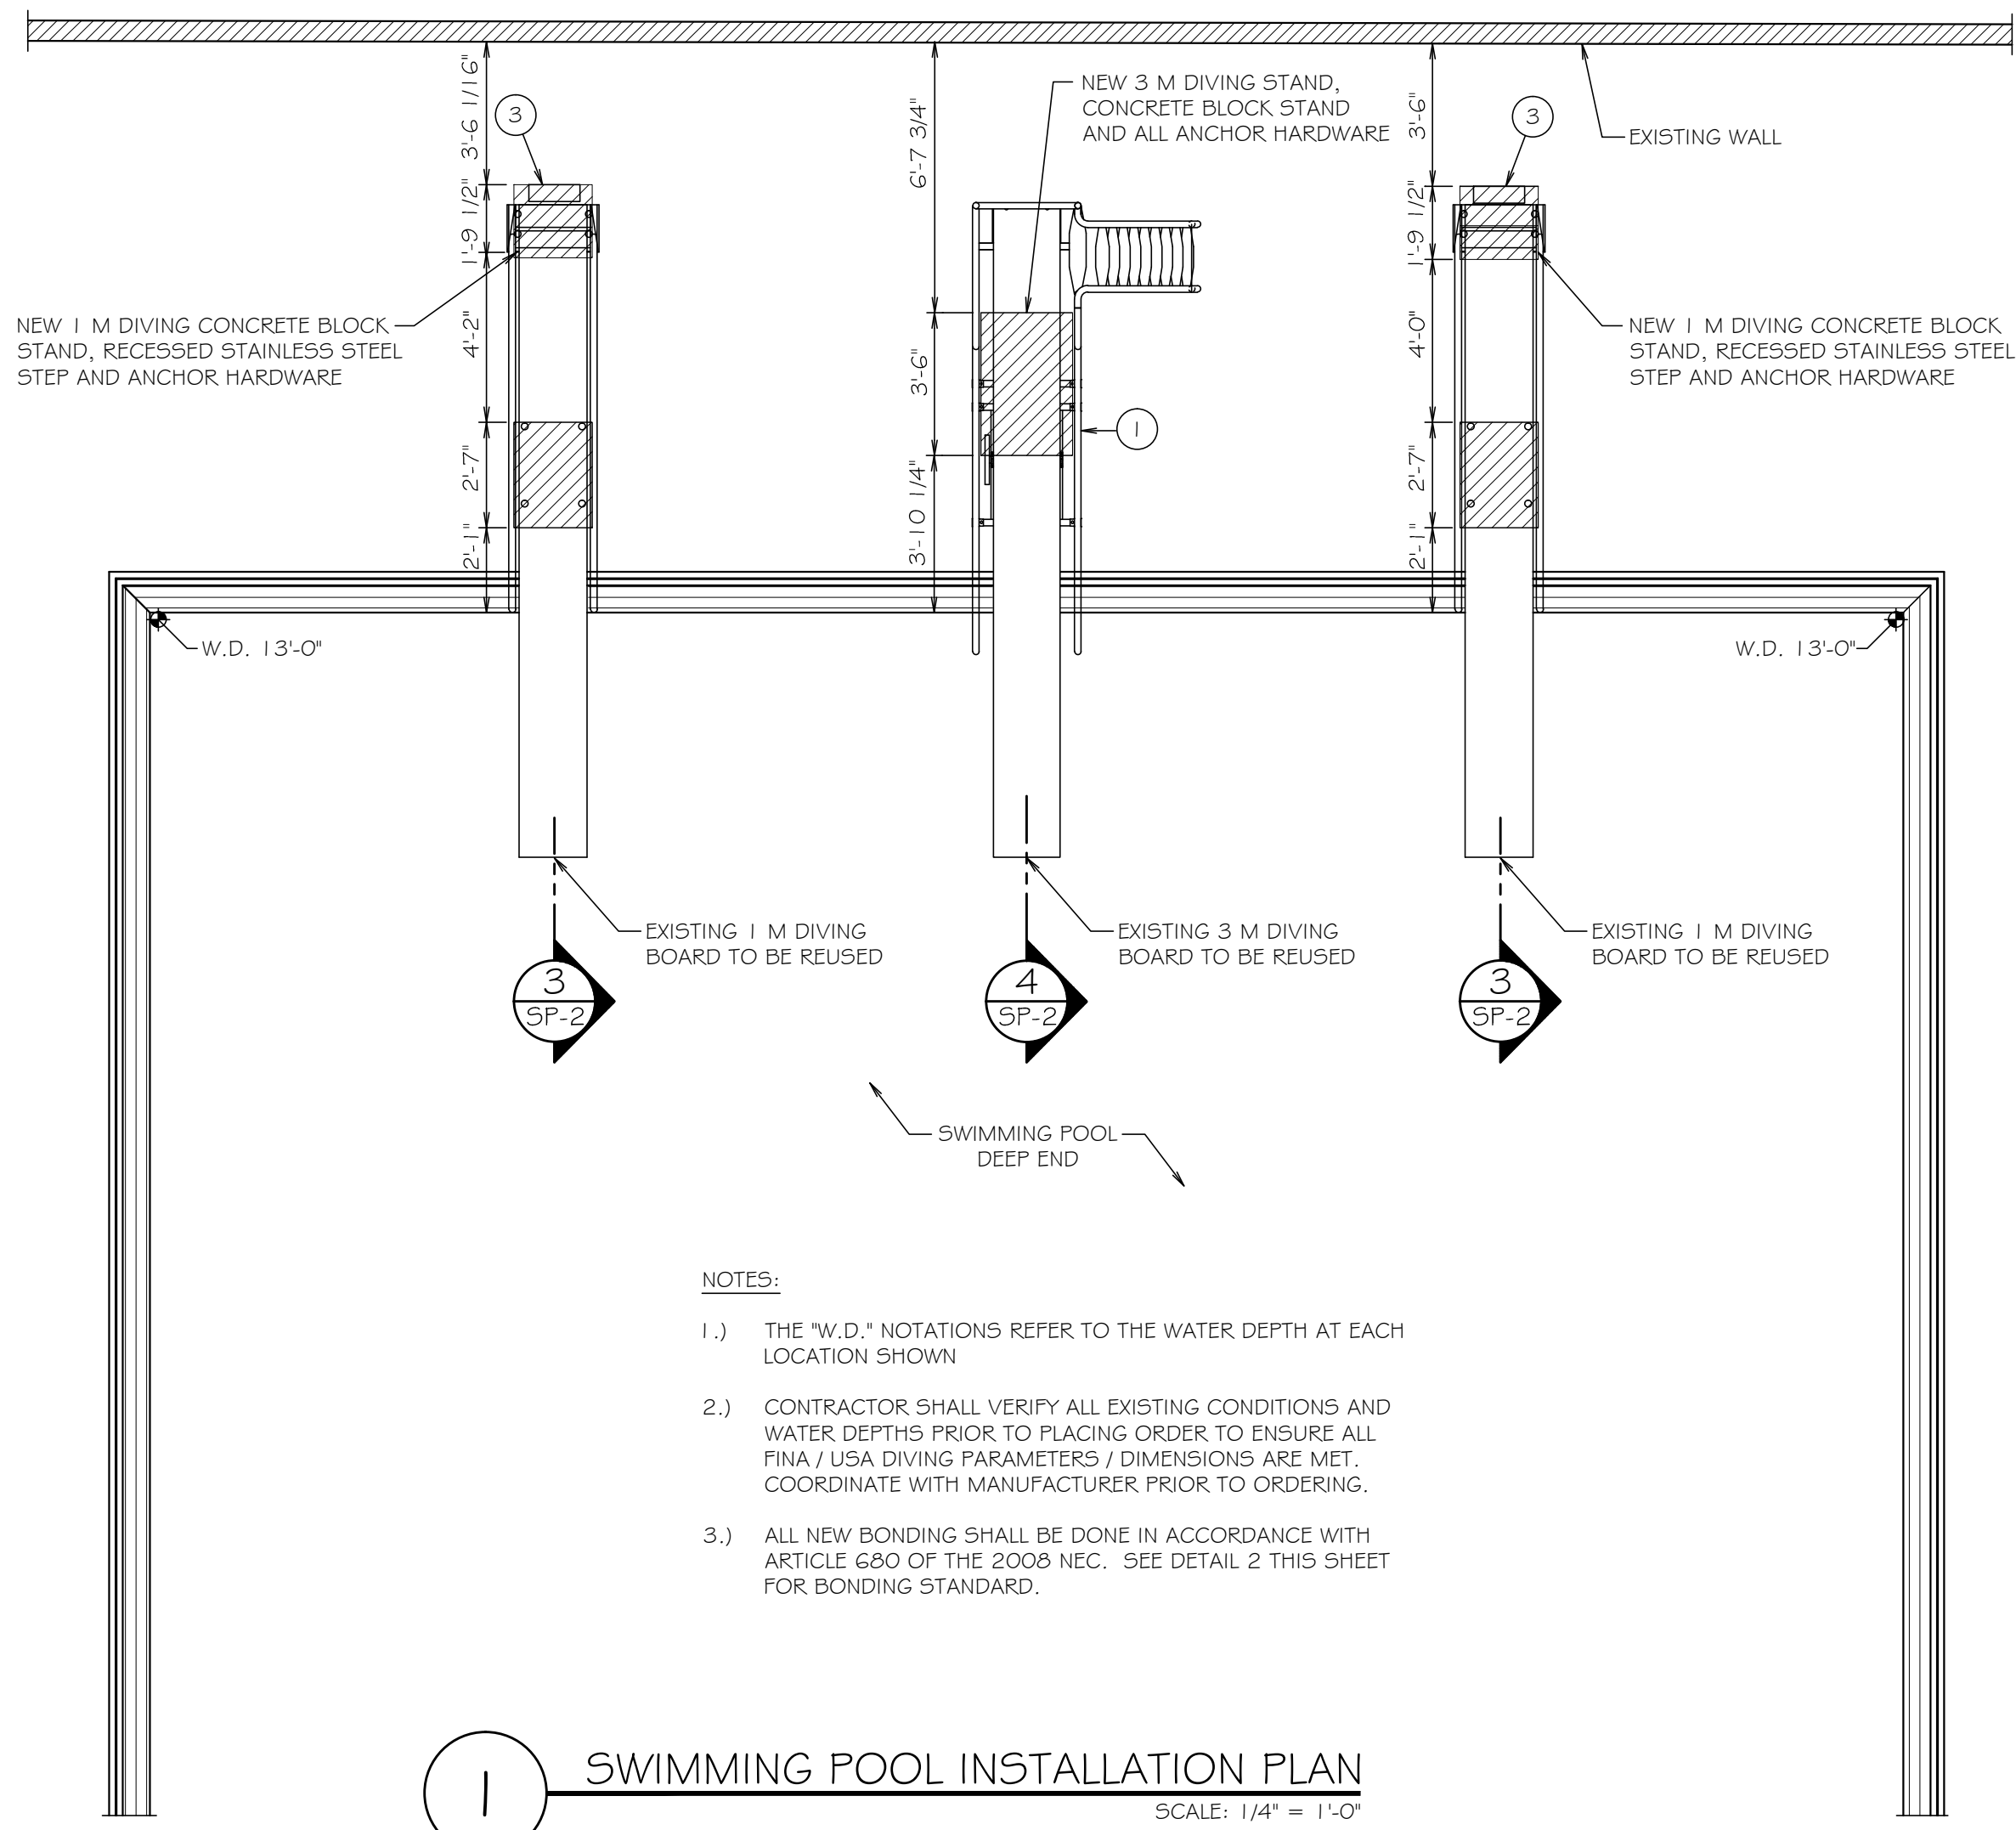 3'-6 1/16"
1'-9 1/2"
4'-2"
2'-7"
2'-1"
3
NEW 1 M DIVING CONCRETE BLOCK
STAND, RECESSED STAINLESS STEEL
STEP AND ANCHOR HARDWARE
6'-7 3/4"
3'-6"
3'-10 1/4"
NEW 3 M DIVING STAND,
CONCRETE BLOCK STAND
AND ALL ANCHOR HARDWARE
1
3'-6"
1'-9 1/2"
4'-0"
2'-7"
2'-1"
3
EXISTING WALL
NEW 1 M DIVING CONCRETE BLOCK
STAND, RECESSED STAINLESS STEEL
STEP AND ANCHOR HARDWARE
W.D. 13'-0"
W.D. 13'-0"
EXISTING 1 M DIVING
BOARD TO BE REUSED
EXISTING 3 M DIVING
BOARD TO BE REUSED
EXISTING 1 M DIVING
BOARD TO BE REUSED
3
SP-2
4
SP-2
3
SP-2
SWIMMING POOL
DEEP END
NOTES:
1.) THE "W.D." NOTATIONS REFER TO THE WATER DEPTH AT EACH
LOCATION SHOWN
2.) CONTRACTOR SHALL VERIFY ALL EXISTING CONDITIONS AND
WATER DEPTHS PRIOR TO PLACING ORDER TO ENSURE ALL
FINA / USA DIVING PARAMETERS / DIMENSIONS ARE MET.
COORDINATE WITH MANUFACTURER PRIOR TO ORDERING.
3.) ALL NEW BONDING SHALL BE DONE IN ACCORDANCE WITH
ARTICLE 680 OF THE 2008 NEC. SEE DETAIL 2 THIS SHEET
FOR BONDING STANDARD.
1
SWIMMING POOL INSTALLATION PLAN
SCALE: 1/4" = 1'-0"